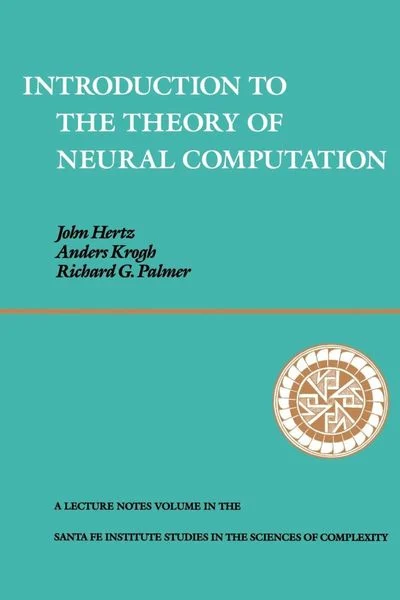 INTRODUCTION TO
THE THEORY OF
NEURAL COMPUTATION
John Hertz
Anders Krogh
Richard G. Palmer
A LECTURE NOTES VOLUME IN THE
SANTA FE INSTITUTE STUDIES IN THE SCIENCES OF COMPLEXITY